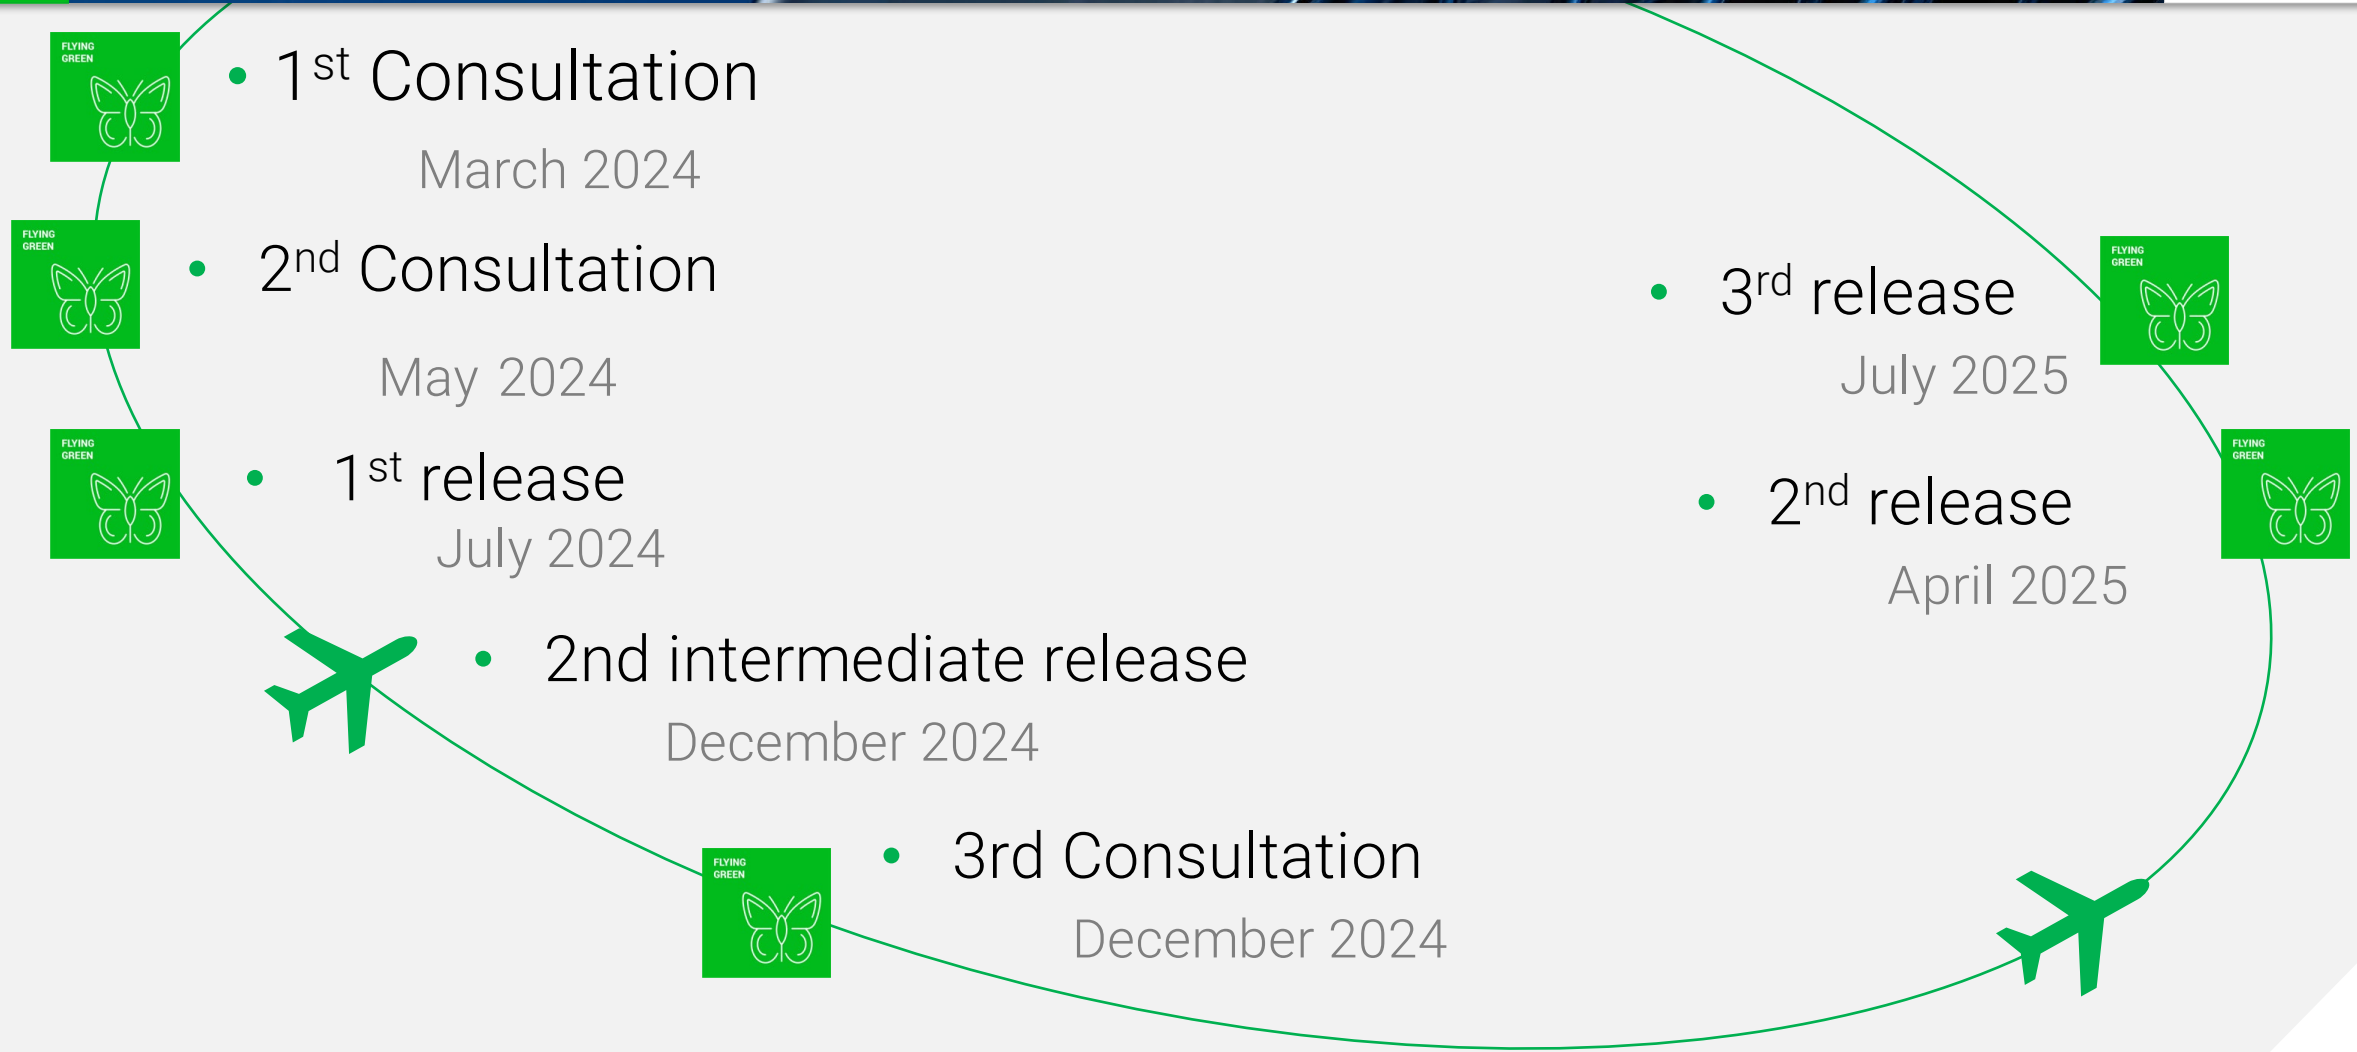 FLYING
GREEN
1st Consultation
March 2024
FLYING
GREEN
2nd Consultation
May 2024
FLYING
GREEN
1st release
July 2024
2nd intermediate release
December 2024
FLYING
GREEN
3rd Consultation
December 2024
FLYING
GREEN
3rd release
July 2025
FLYING
GREEN
2nd release
April 2025